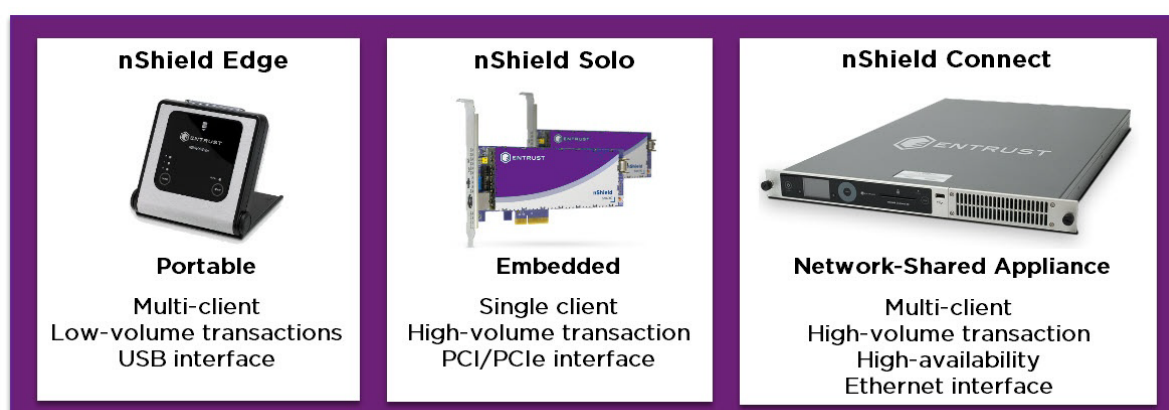 nShield Edge
ENTRUST
Portable
Multi-client
Low-volume transactions
USB interface
nShield Solo
ENTRUST
ENTRUST
nShield
Embedded
Single client
High-volume transaction
PCI/PCIe interface
nShield Connect
ENTRUST
Network-Shared Appliance
Multi-client
High-volume transaction
High-availability
Ethernet interface